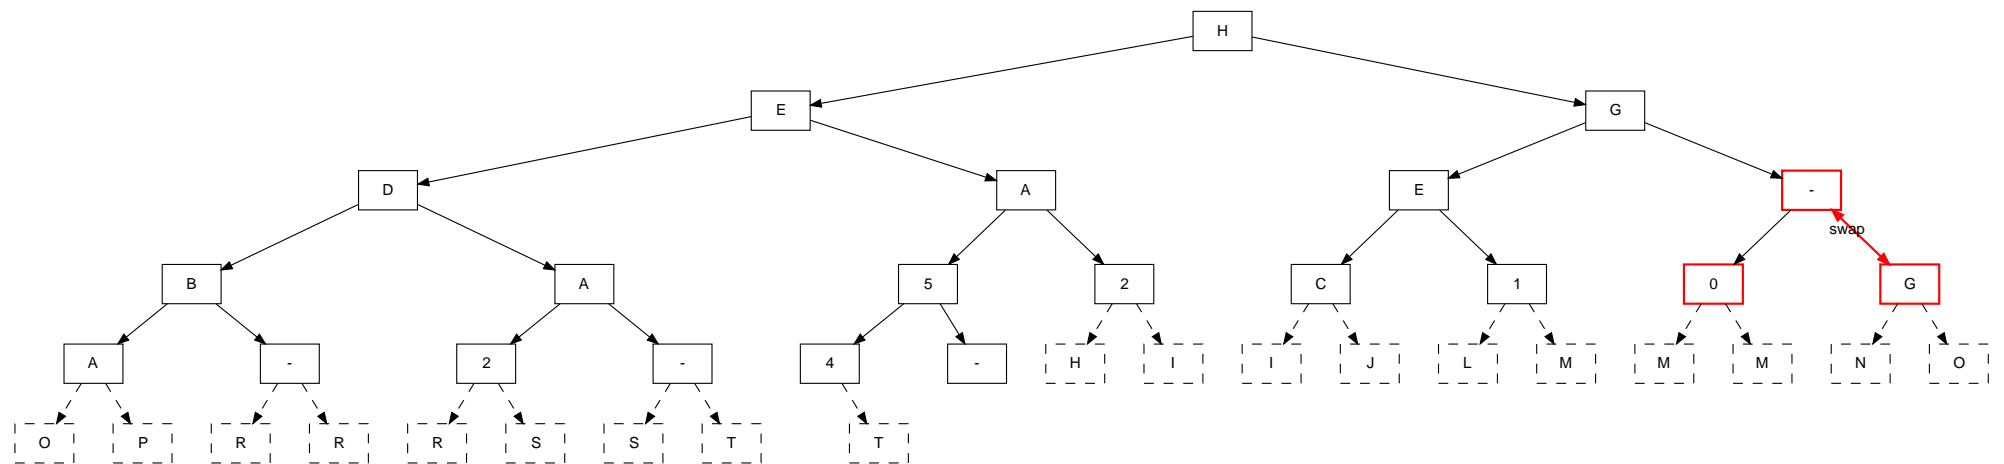 H
E G
D A E -
swap
B A 5 2 C 1 0 G
A - 2 - 4 - H I I J L M M M N O
O P R R R S S T T